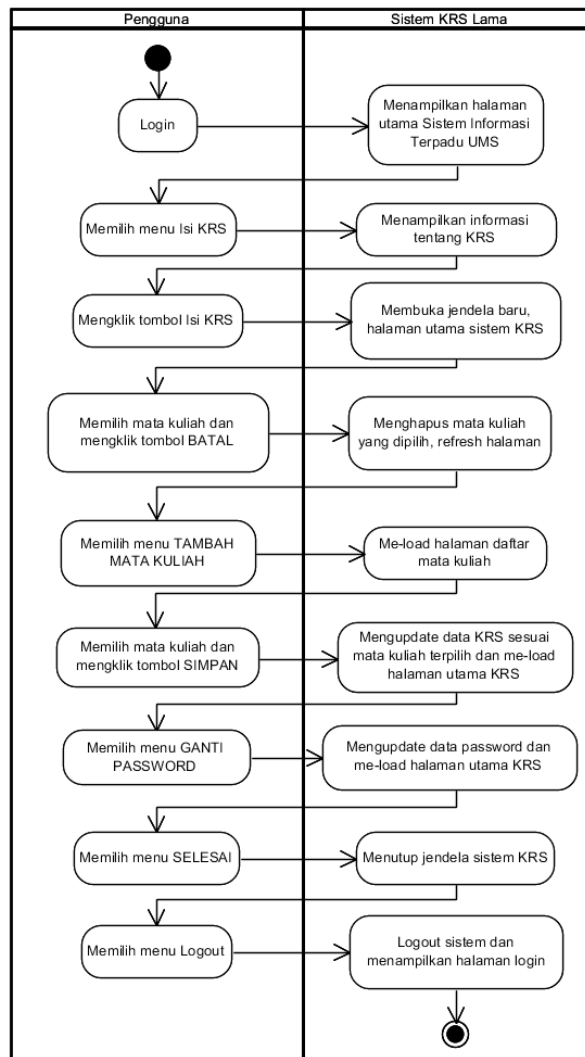 Pengguna
Sistem KRS Lama
Login
Menampilkan halaman
utama Sistem Informasi
Terpadu UMS
Memilih menu Isi KRS
Menampilkan informasi
tentang KRS
Mengklik tombol Isi KRS
Membuka jendela baru,
halaman utama sistem KRS
Memilih mata kuliah dan
mengklik tombol BATAL
Menghapus mata kuliah
yang dipilih, refresh halaman
Memilih menu TAMBAH
MATA KULIAH
Me-load halaman daftar
mata kuliah
Memilih mata kuliah dan
mengklik tombol SIMPAN
Mengupdate data KRS sesuai
mata kuliah terpilih dan me-load
halaman utama KRS
Memilih menu GANTI
PASSWORD
Mengupdate data password dan
me-load halaman utama KRS
Memilih menu SELESAI
Menutup jendela sistem KRS
Memilih menu Logout
Logout sistem dan
menampilkan halaman login